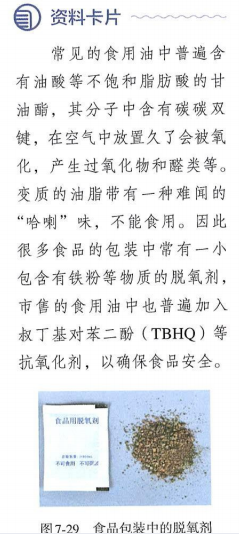 资料卡片
常见的食用油中普遍含
有油酸等不饱和脂肪酸的甘
油酯，其分子中含有碳碳双
键，在空气中放置久了会被氧
化，产生过氧化物和醛类等。
变质的油脂带有一种难闻的
“哈喇”味，不能食用。因此
很多食品的包装中常有一小
包含有铁粉等物质的脱氧剂，
市售的食用油中也普遍加入
叔丁基对苯二酚（TBHQ）等
抗氧化剂，以确保食品安全。
食品用脱氧剂
不可食用 不可浸泡
图7-29 食品包装中的脱氧剂